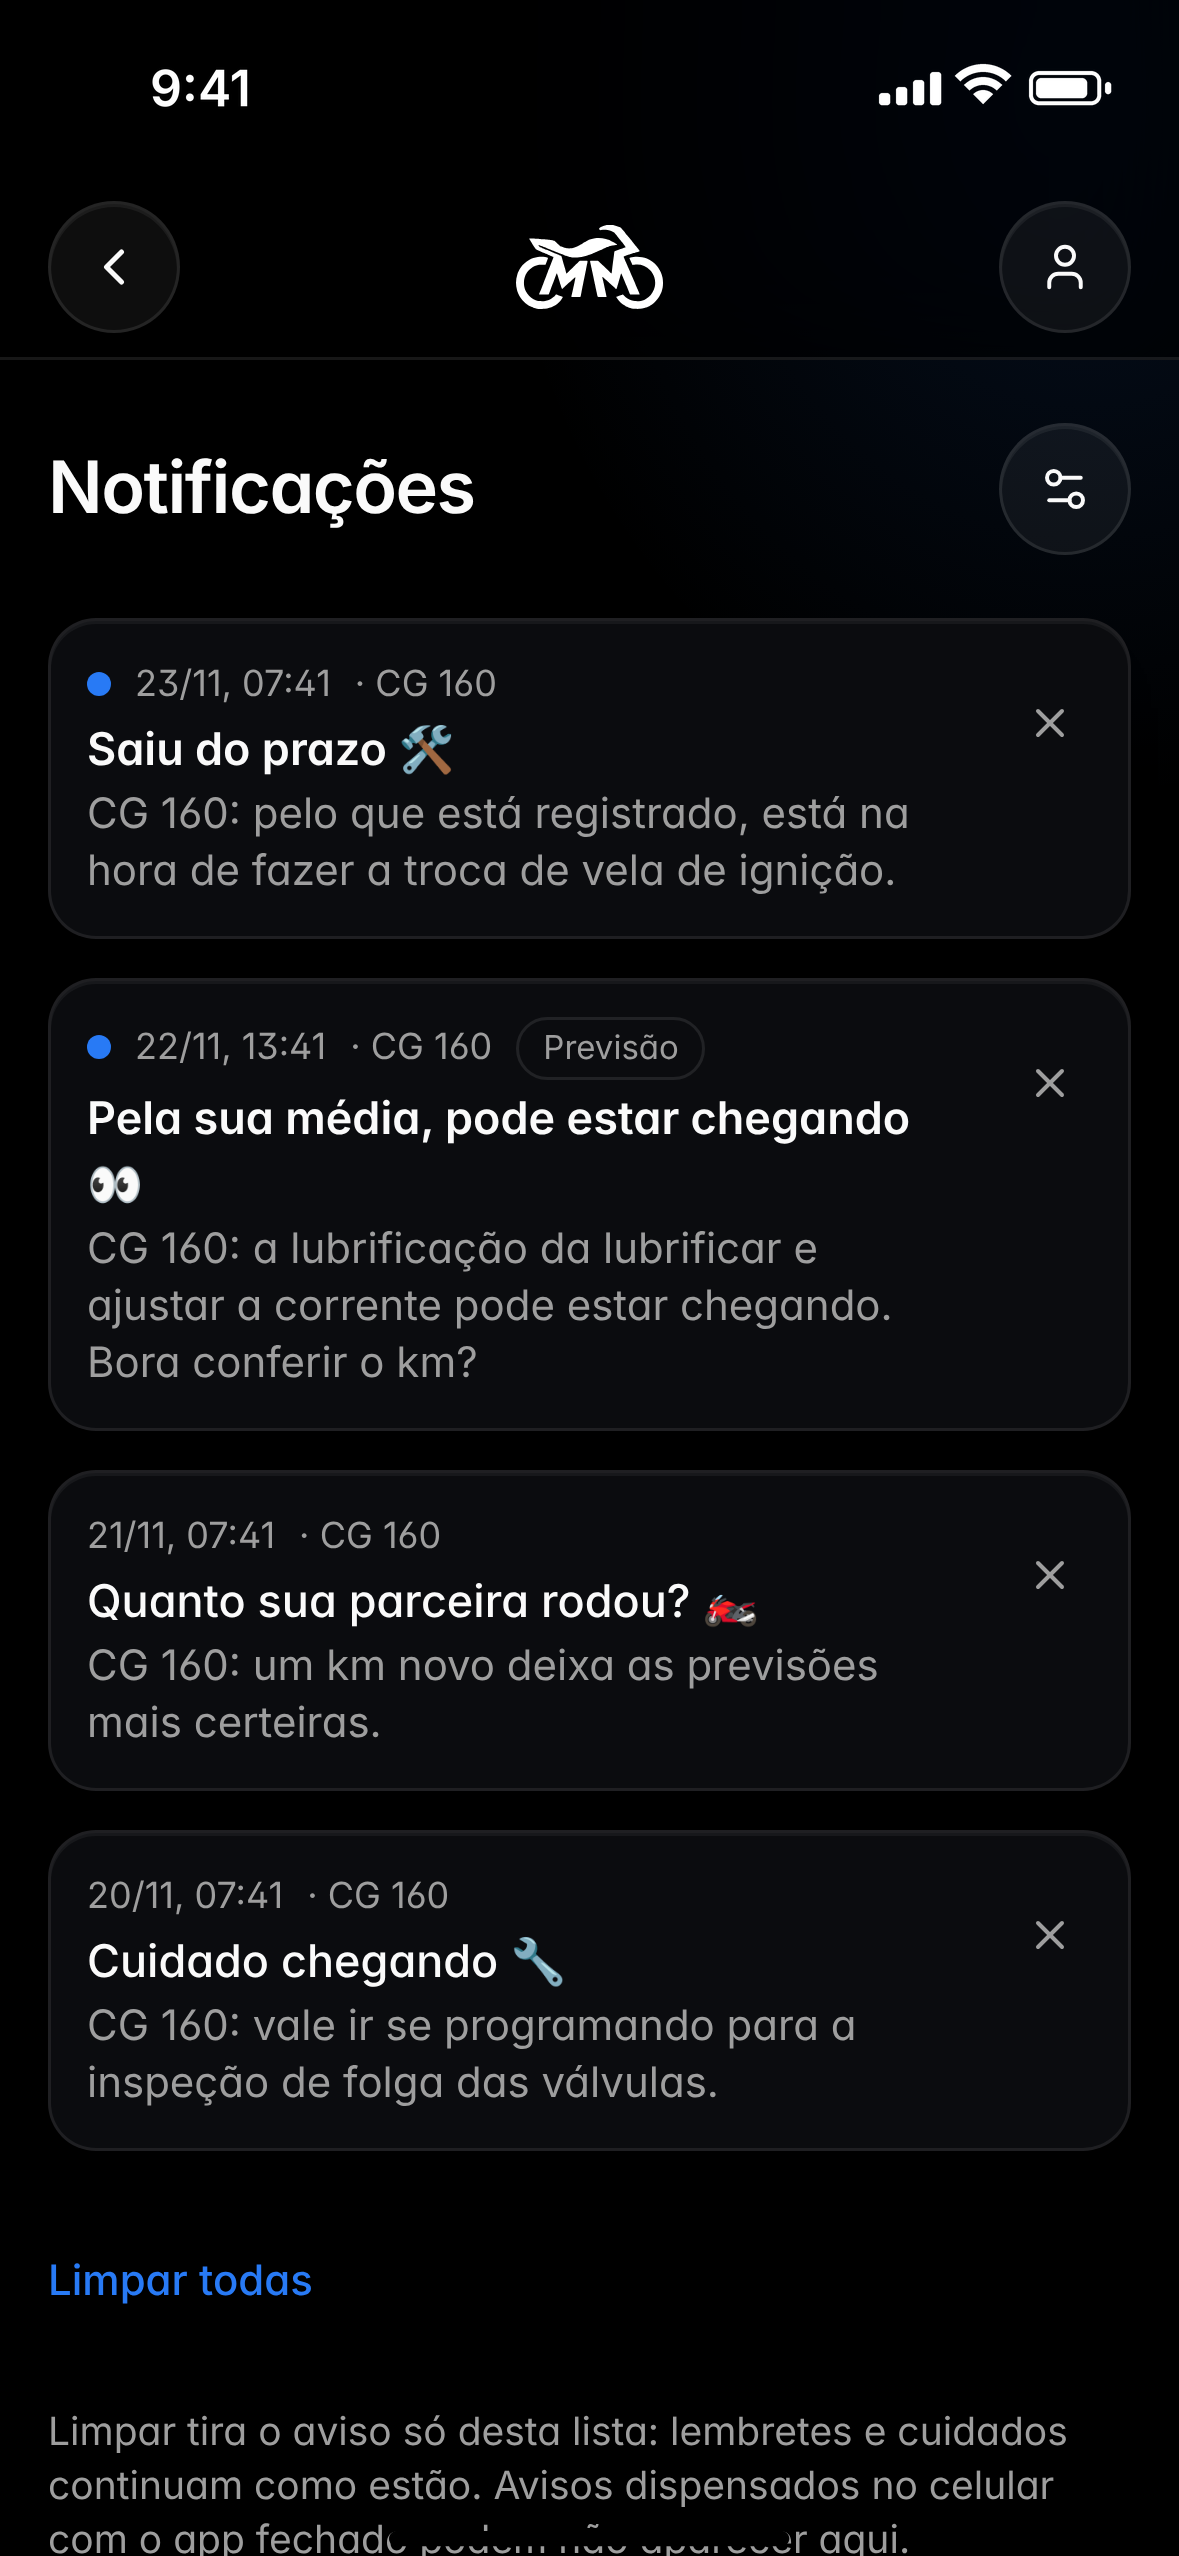 9:41
MM
Notificações
23/11, 07:41 · CG 160
Saiu do prazo 🛠️
CG 160: pelo que está registrado, está na
hora de fazer a troca de vela de ignição.
22/11, 13:41 · CG 160 Previsão
Pela sua média, pode estar chegando
👀
CG 160: a lubrificação da lubrificar e
ajustar a corrente pode estar chegando.
Bora conferir o km?
21/11, 07:41 · CG 160
Quanto sua parceira rodou? 🏍️
CG 160: um km novo deixa as previsões
mais certeiras.
20/11, 07:41 · CG 160
Cuidado chegando 🔧
CG 160: vale ir se programando para a
inspeção de folga das válvulas.
Limpar todas
Limpar tira o aviso só desta lista: lembretes e cuidados
continuam como estão. Avisos dispensados no celular
com o app fechado podem não aparecer aqui.